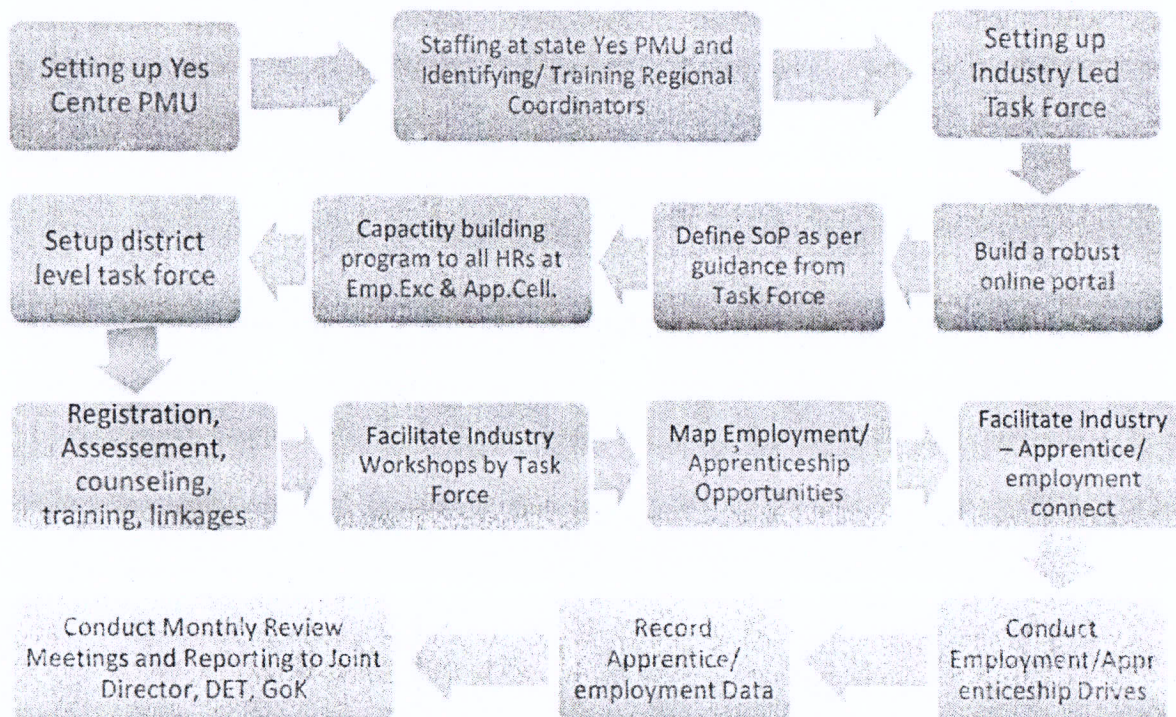 Setting up Yes
Centre PMU
Staffing at state Yes PMU and
Identifying/ Training Regional
Coordinators
Setting up
Industry Led
Task Force
Build a robust
online portal
Define SoP as per
guidance from
Task Force
Capactity building
program to all HRs at
Emp.Exc & App.Cell.
Setup district
level task force
Registration,
Assessement,
counseling,
training, linkages
Facilitate Industry
Workshops by Task
Force
Map Employment/
Apprenticeship
Opportunities
Facilitate Industry
– Apprentice/
employment
connect
Conduct
Employment/Appr
enticeship Drives
Record
Apprentice/
employment Data
Conduct Monthly Review
Meetings and Reporting to Joint
Director, DET, GoK